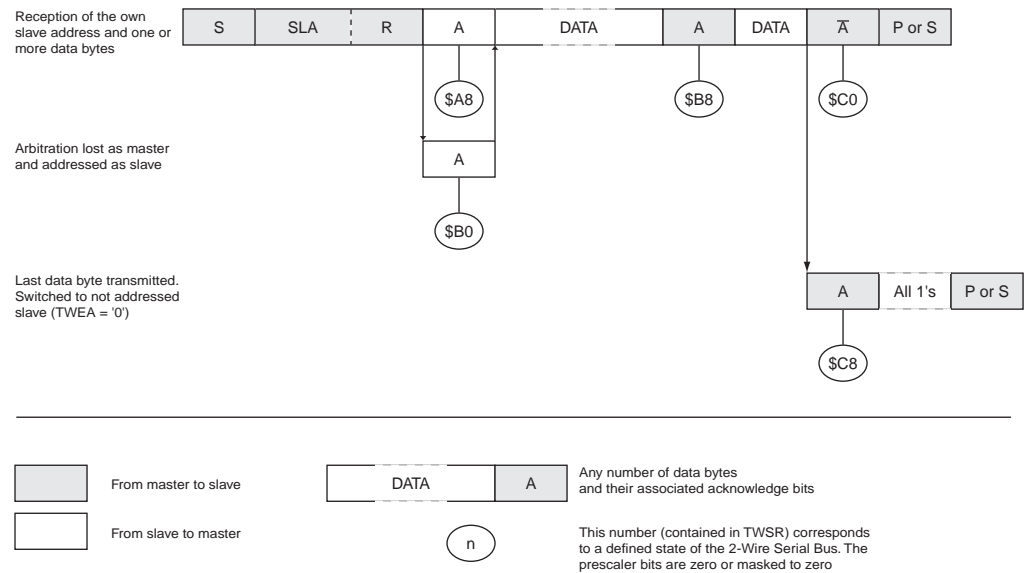 Reception of the own
slave address and one or
more data bytes
S SLA R A DATA A DATA A̅ P or S
$A8 $B8 $C0
Arbitration lost as master
and addressed as slave
A
$B0
Last data byte transmitted.
Switched to not addressed
slave (TWEA = '0')
A All 1's P or S
$C8
From master to slave
DATA A
Any number of data bytes
and their associated acknowledge bits
From slave to master
n
This number (contained in TWSR) corresponds
to a defined state of the 2-Wire Serial Bus. The
prescaler bits are zero or masked to zero